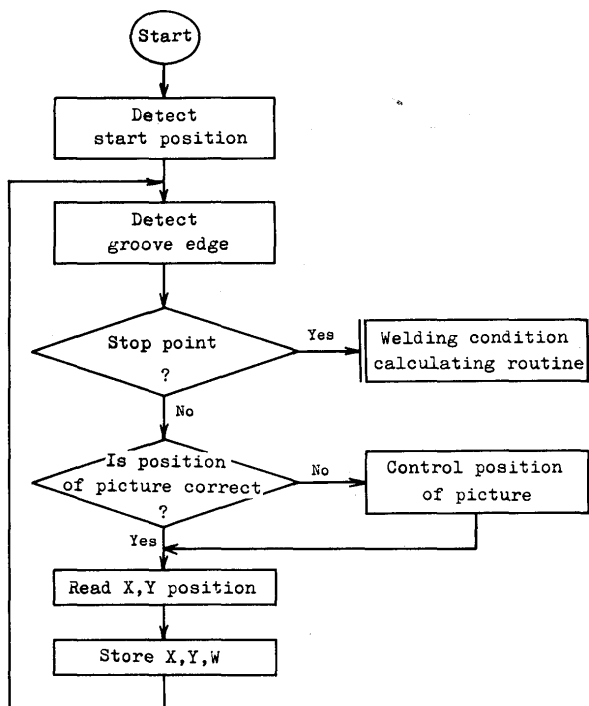 Start
Detect
start position
Detect
groove edge
Stop point
?
Yes
Welding condition
calculating routine
No
Is position
of picture correct
?
No
Control position
of picture
Yes
Read X,Y position
Store X,Y,W